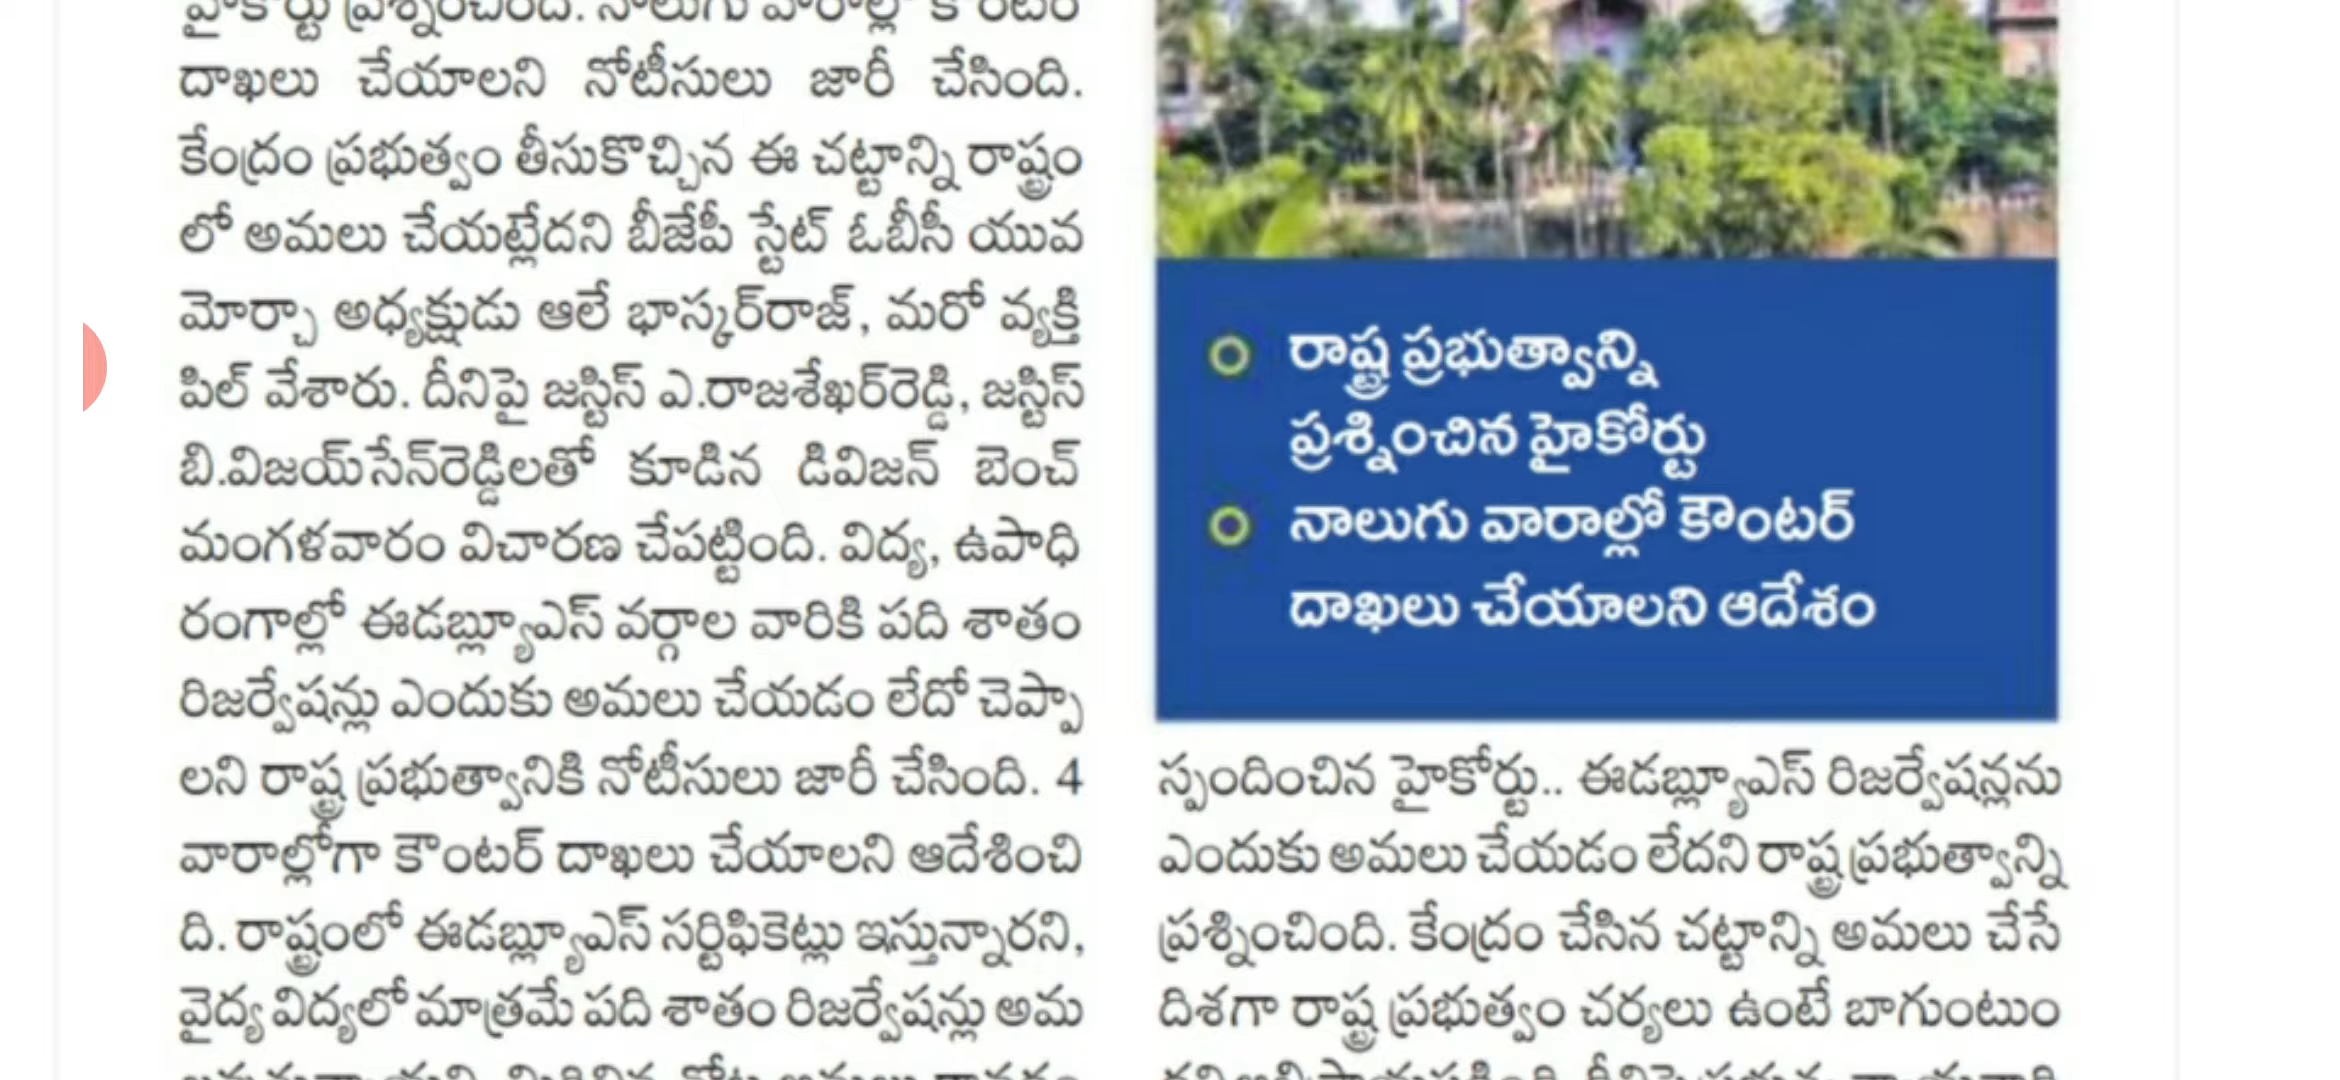 హైకోర్టు ప్రశ్నించింది. నాలుగు వారాల్లో కౌంటర్
దాఖలు చేయాలని నోటీసులు జారీ చేసింది.
కేంద్రం ప్రభుత్వం తీసుకొచ్చిన ఈ చట్టాన్ని రాష్ట్రం
లో అమలు చేయట్లేదని బీజేపీ స్టేట్ ఓబీసీ యువ
మోర్చా అధ్యక్షుడు ఆలే భాస్కర్‌రాజ్, మరో వ్యక్తి
పిల్ వేశారు. దీనిపై జస్టిస్ ఎ.రాజశేఖర్‌రెడ్డి, జస్టిస్
బి.విజయ్‌సేన్‌రెడ్డిలతో కూడిన డివిజన్ బెంచ్
మంగళవారం విచారణ చేపట్టింది. విద్య, ఉపాధి
రంగాల్లో ఈడబ్ల్యూఎస్ వర్గాల వారికి పది శాతం
రిజర్వేషన్లు ఎందుకు అమలు చేయడం లేదో చెప్పా
లని రాష్ట్ర ప్రభుత్వానికి నోటీసులు జారీ చేసింది. 4
వారాల్లోగా కౌంటర్ దాఖలు చేయాలని ఆదేశించి
ది. రాష్ట్రంలో ఈడబ్ల్యూఎస్ సర్టిఫికెట్లు ఇస్తున్నారని,
వైద్య విద్యలో మాత్రమే పది శాతం రిజర్వేషన్లు అమ
రాష్ట్ర ప్రభుత్వాన్ని
ప్రశ్నించిన హైకోర్టు
నాలుగు వారాల్లో కౌంటర్
దాఖలు చేయాలని ఆదేశం
స్పందించిన హైకోర్టు.. ఈడబ్ల్యూఎస్ రిజర్వేషన్లను
ఎందుకు అమలు చేయడం లేదని రాష్ట్ర ప్రభుత్వాన్ని
ప్రశ్నించింది. కేంద్రం చేసిన చట్టాన్ని అమలు చేసే
దిశగా రాష్ట్ర ప్రభుత్వం చర్యలు ఉంటే బాగుంటుం